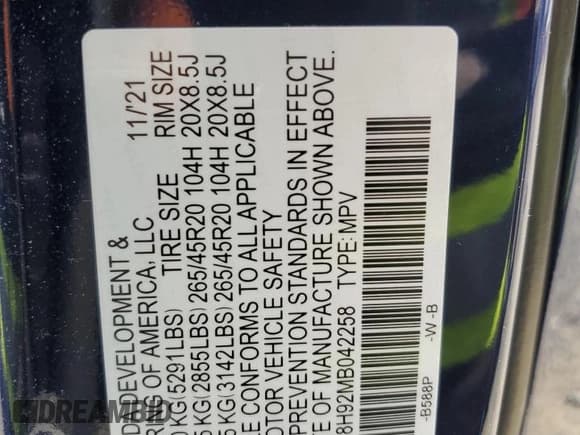 DEVELOPMENT & 11/'21
OF AMERICA, LLC
TIRE SIZE RIM SIZE
KG(5291LBS)
KG(2855LBS) 265/45R20 104H 20X8.5J
KG(3142LBS) 265/45R20 104H 20X8.5J
CONFORMS TO ALL APPLICABLE
VEHICLE SAFETY
PREVENTION STANDARDS IN EFFECT
OF MANUFACTURE SHOWN ABOVE.
8H92MB042258 TYPE: MPV
-B588P -W -B
DREAMBID.COM